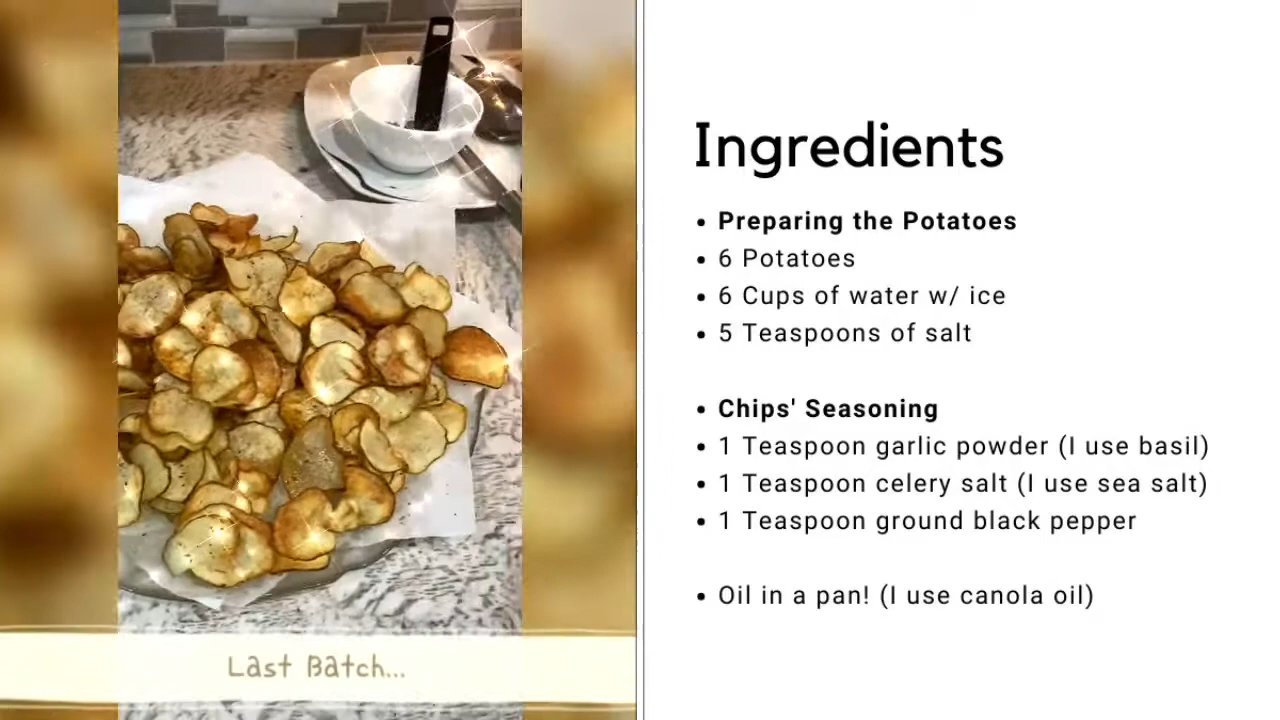 Last Batch...
Ingredients
• Preparing the Potatoes
• 6 Potatoes
• 6 Cups of water w/ ice
• 5 Teaspoons of salt
• Chips' Seasoning
• 1 Teaspoon garlic powder (I use basil)
• 1 Teaspoon celery salt (I use sea salt)
• 1 Teaspoon ground black pepper
• Oil in a pan! (I use canola oil)